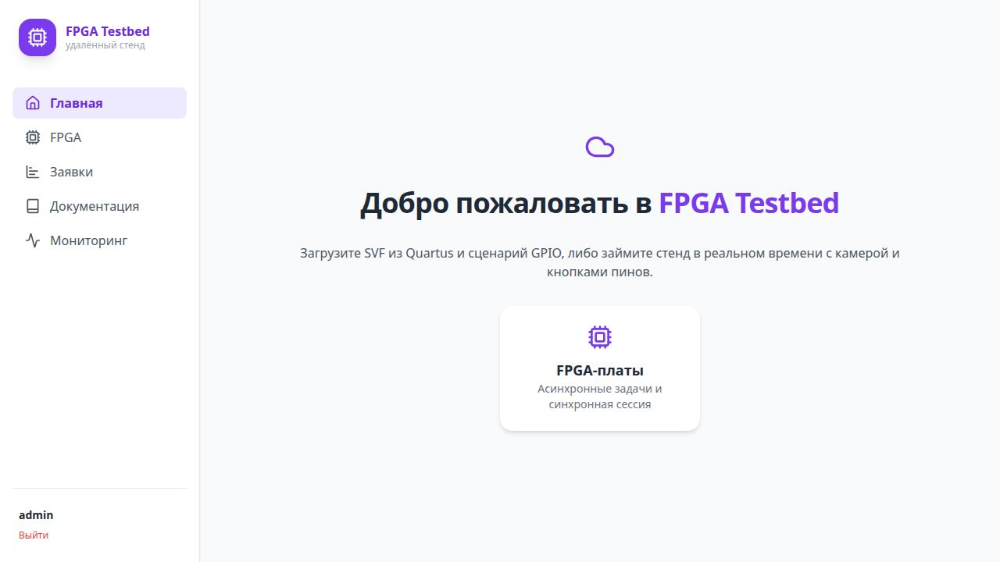 FPGA Testbed
удалённый стенд
Главная
FPGA
Заявки
Документация
Мониторинг
admin
Выйти
Добро пожаловать в FPGA Testbed
Загрузите SVF из Quartus и сценарий GPIO, либо займите стенд в реальном времени с камерой и
кнопками пинов.
FPGA-платы
Асинхронные задачи и
синхронная сессия